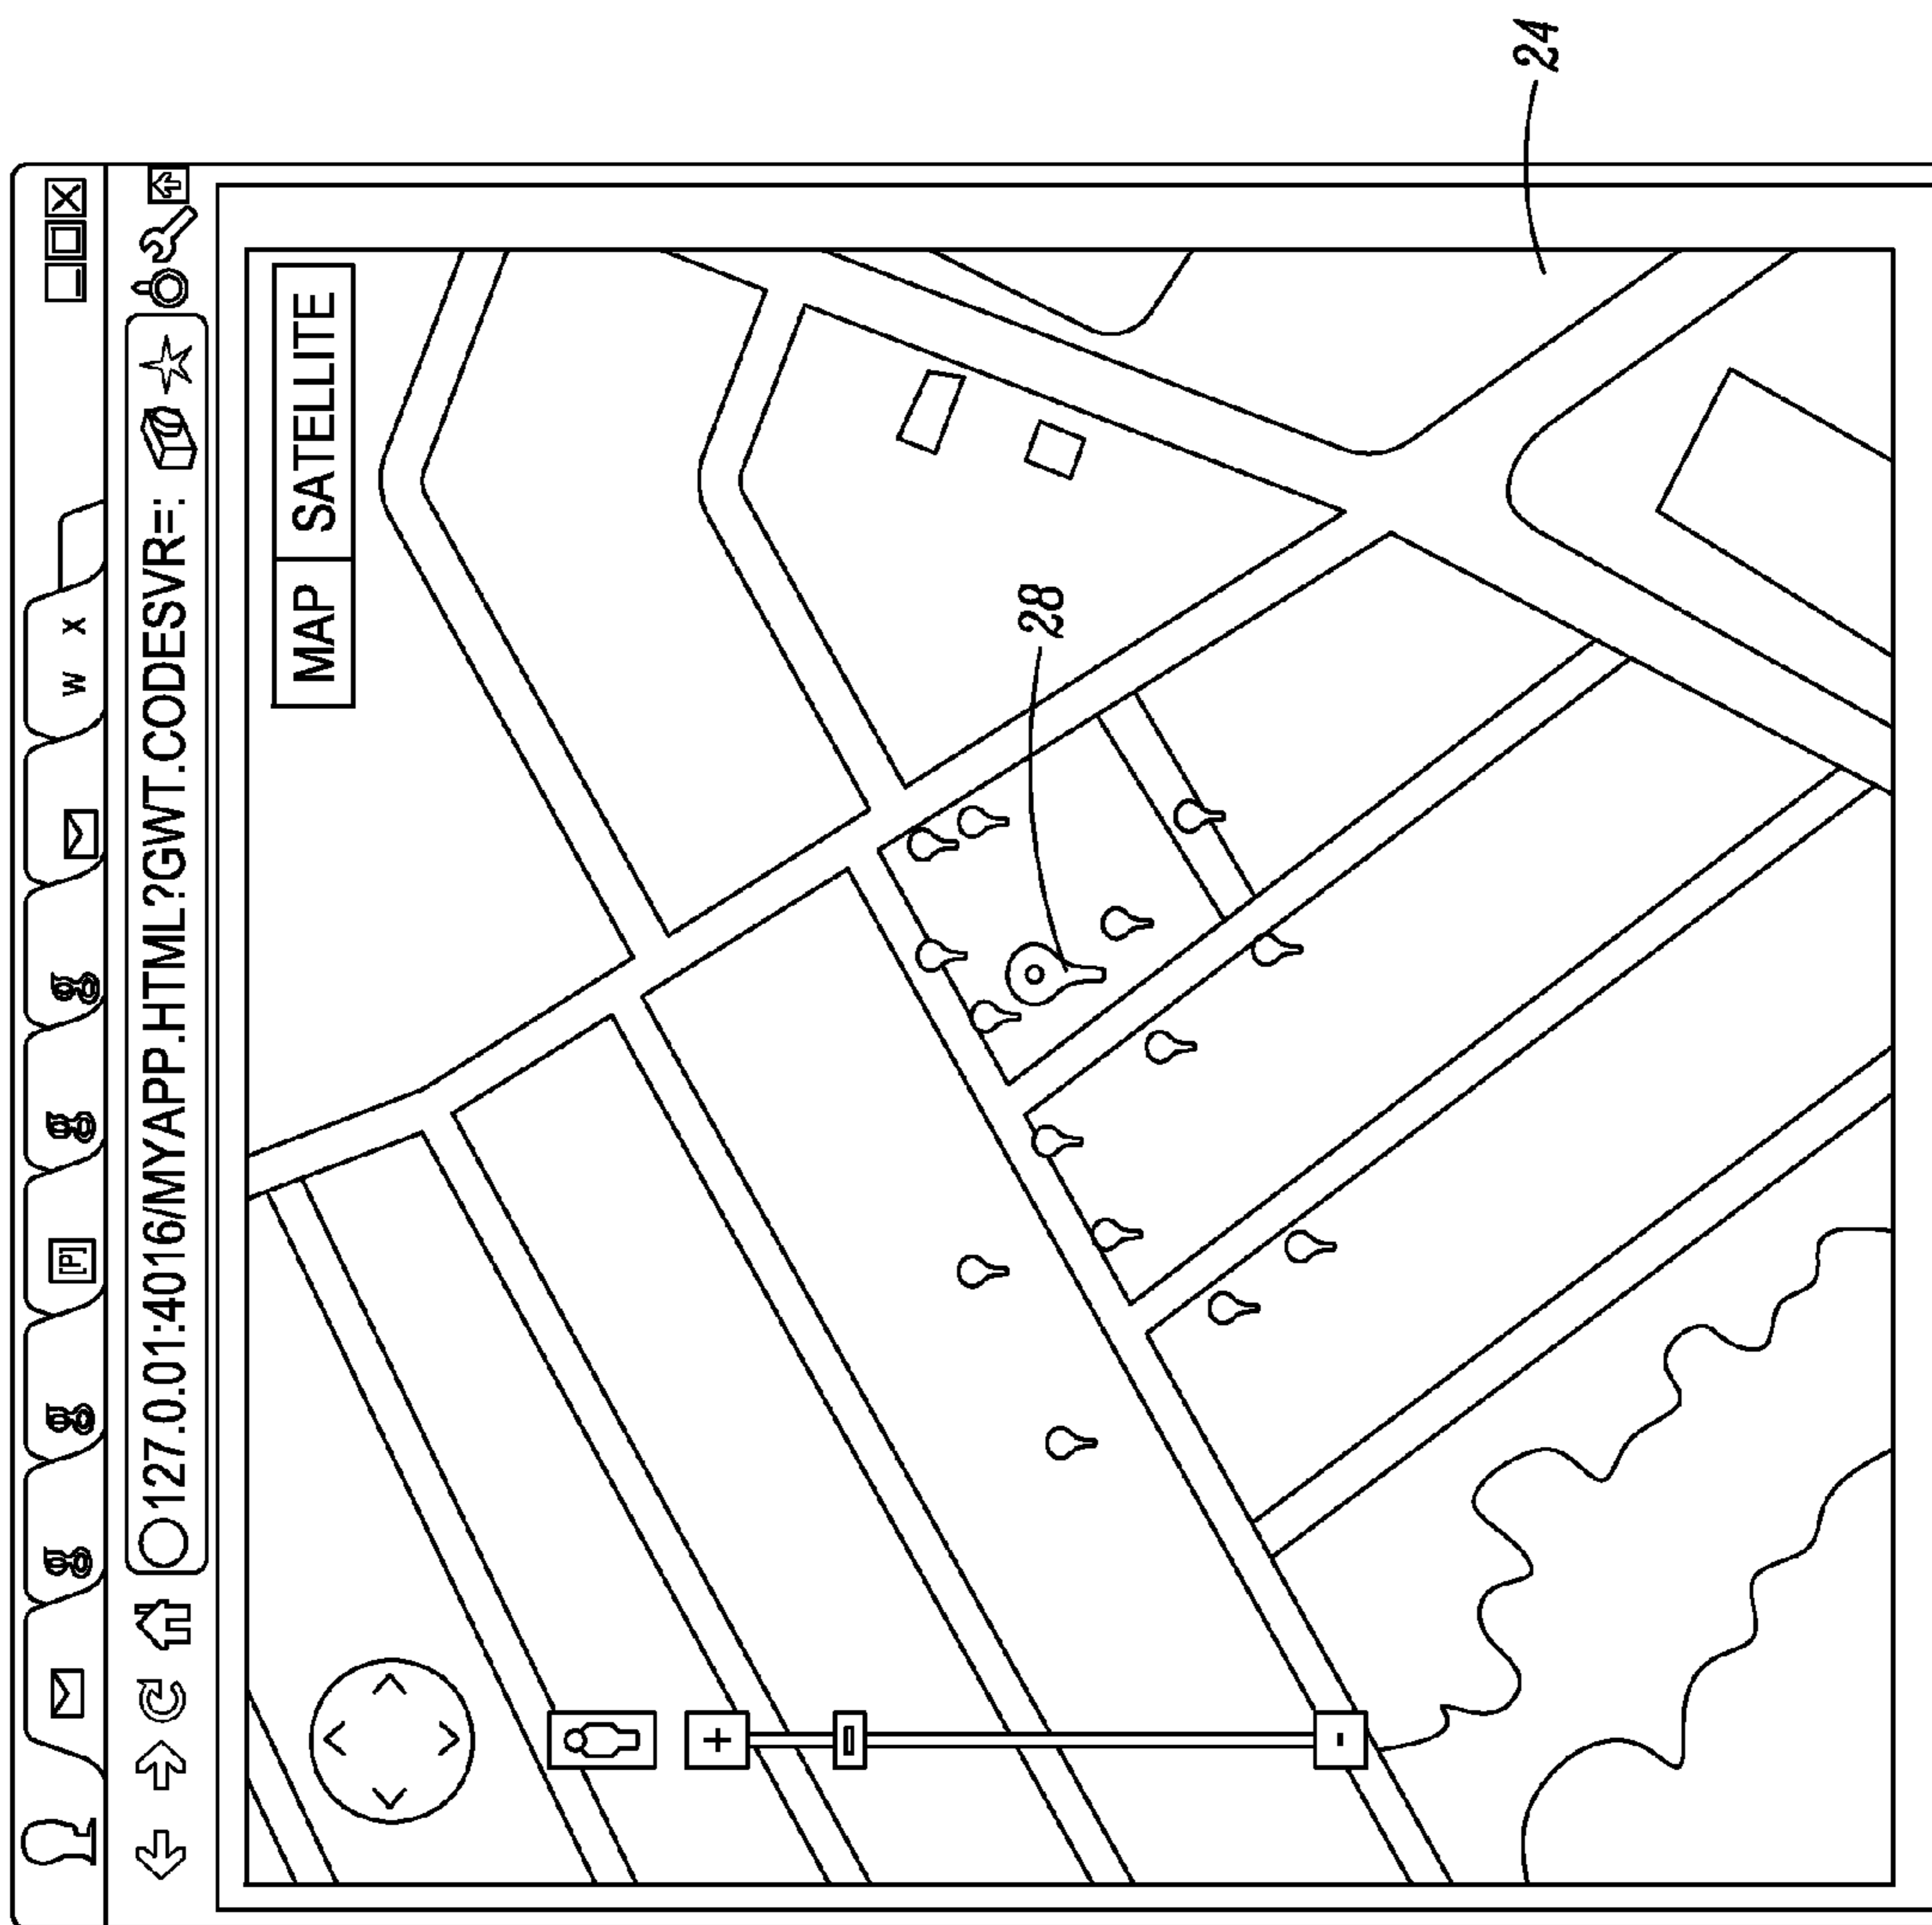 W X
[P]
127.0.01:4016/MYAPP.HTML?GWT.CODESVR=:
MAP SATELLITE
+
-
28
24